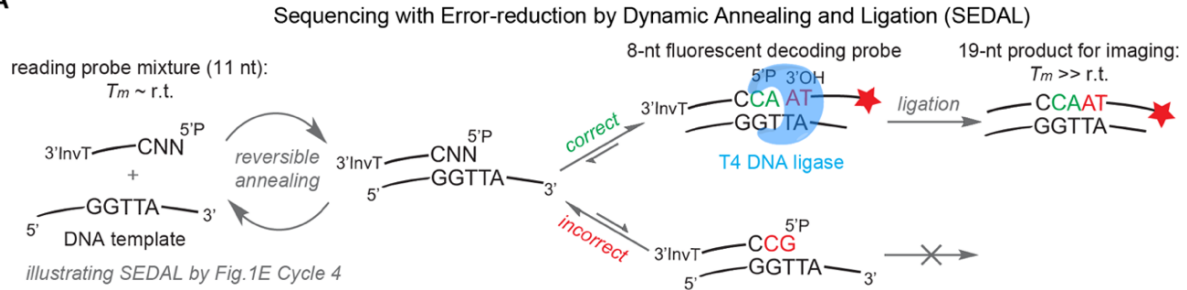 A
Sequencing with Error-reduction by Dynamic Annealing and Ligation (SEDAL)
reading probe mixture (11 nt):
Tm ~ r.t.
5'P
3'InvT CNN
+
GGTTA 3'
5'
DNA template
illustrating SEDAL by Fig.1E Cycle 4
reversible
annealing
5'P
3'InvT CNN
GGTTA
5' 3'
correct
incorrect
8-nt fluorescent decoding probe
5'P 3'OH
3'InvT CCA AT
GGTTA
T4 DNA ligase
ligation
19-nt product for imaging:
Tm >> r.t.
CCAAT
GGTTA
5'P
3'InvT CCG
GGTTA
5' 3'